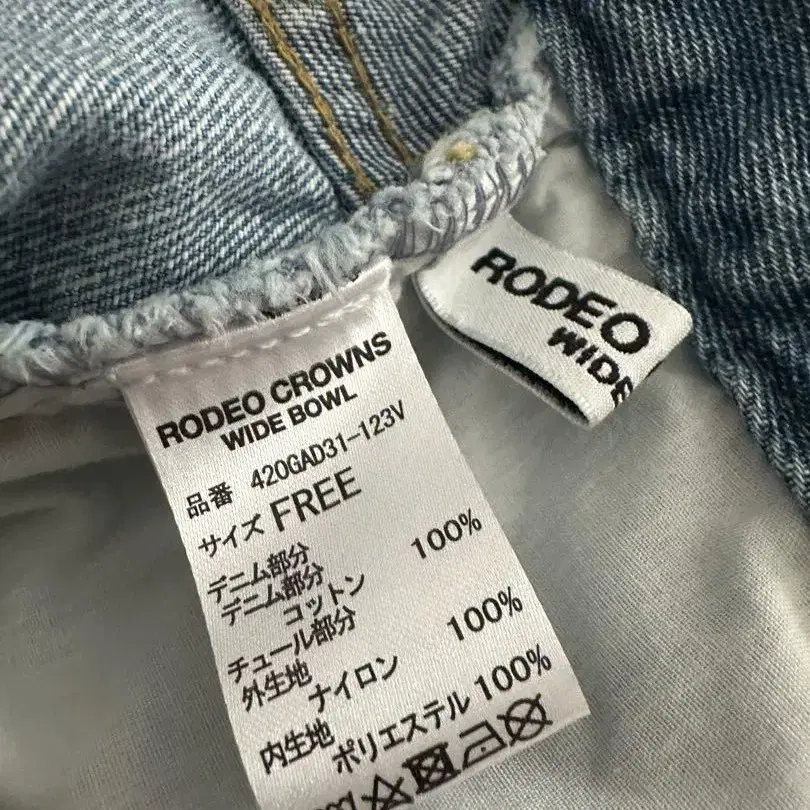 RODEO CROWNS
WIDE BOWL
品番 420GAD31-123V
サイズ FREE
デニム部分
デニム部分
コットン 100%
チュール部分
外生地
ナイロン 100%
内生地
ポリエステル 100%
RODEO
WIDE